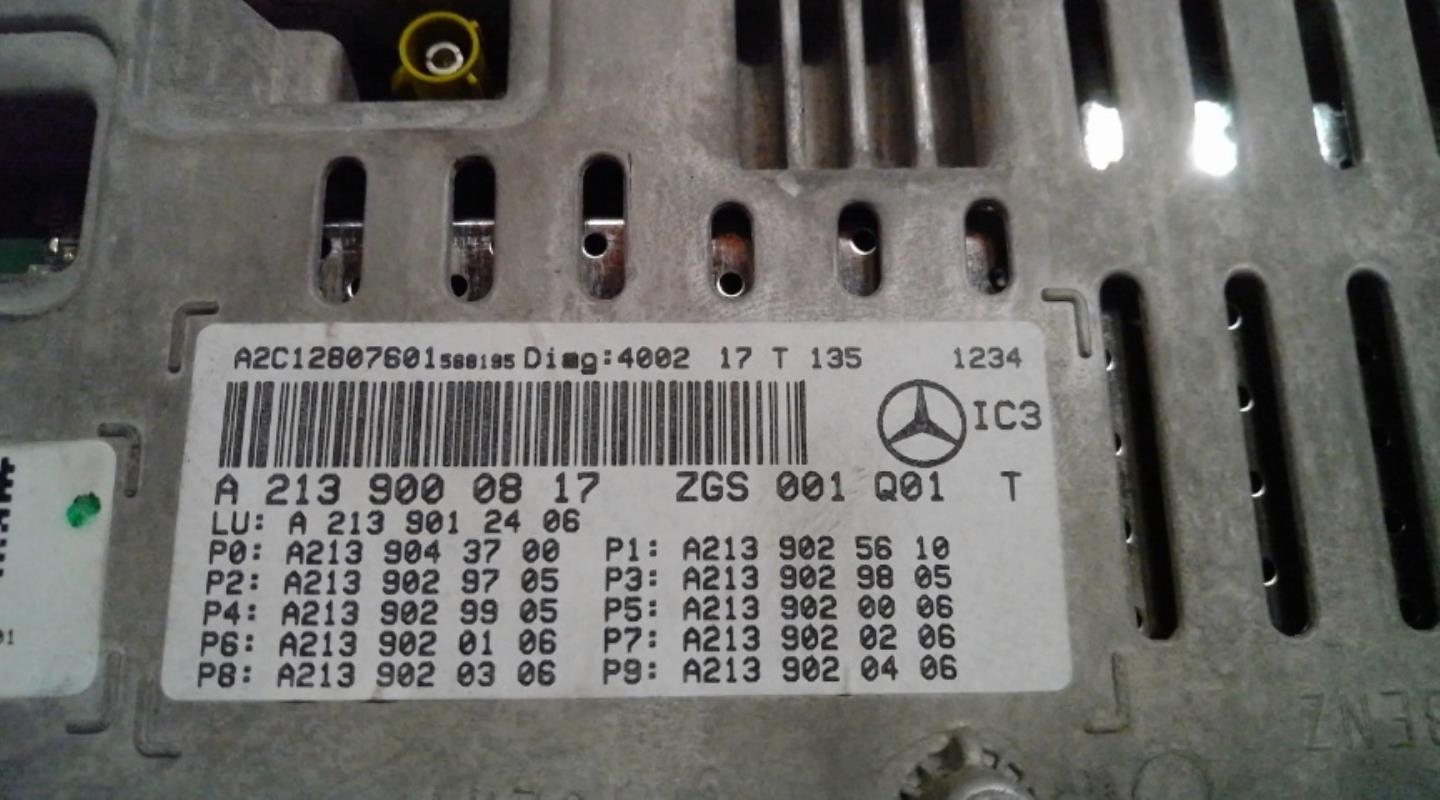 A2C12807601588195 Diag:4002 17 T 135 1234
IC3
A 213 900 08 17 ZGS 001 Q01 T
LU: A 213 901 24 06
P0: A213 904 37 00 P1: A213 902 56 10
P2: A213 902 97 05 P3: A213 902 98 05
P4: A213 902 99 05 P5: A213 902 00 06
P6: A213 902 01 06 P7: A213 902 02 06
P8: A213 902 03 06 P9: A213 902 04 06